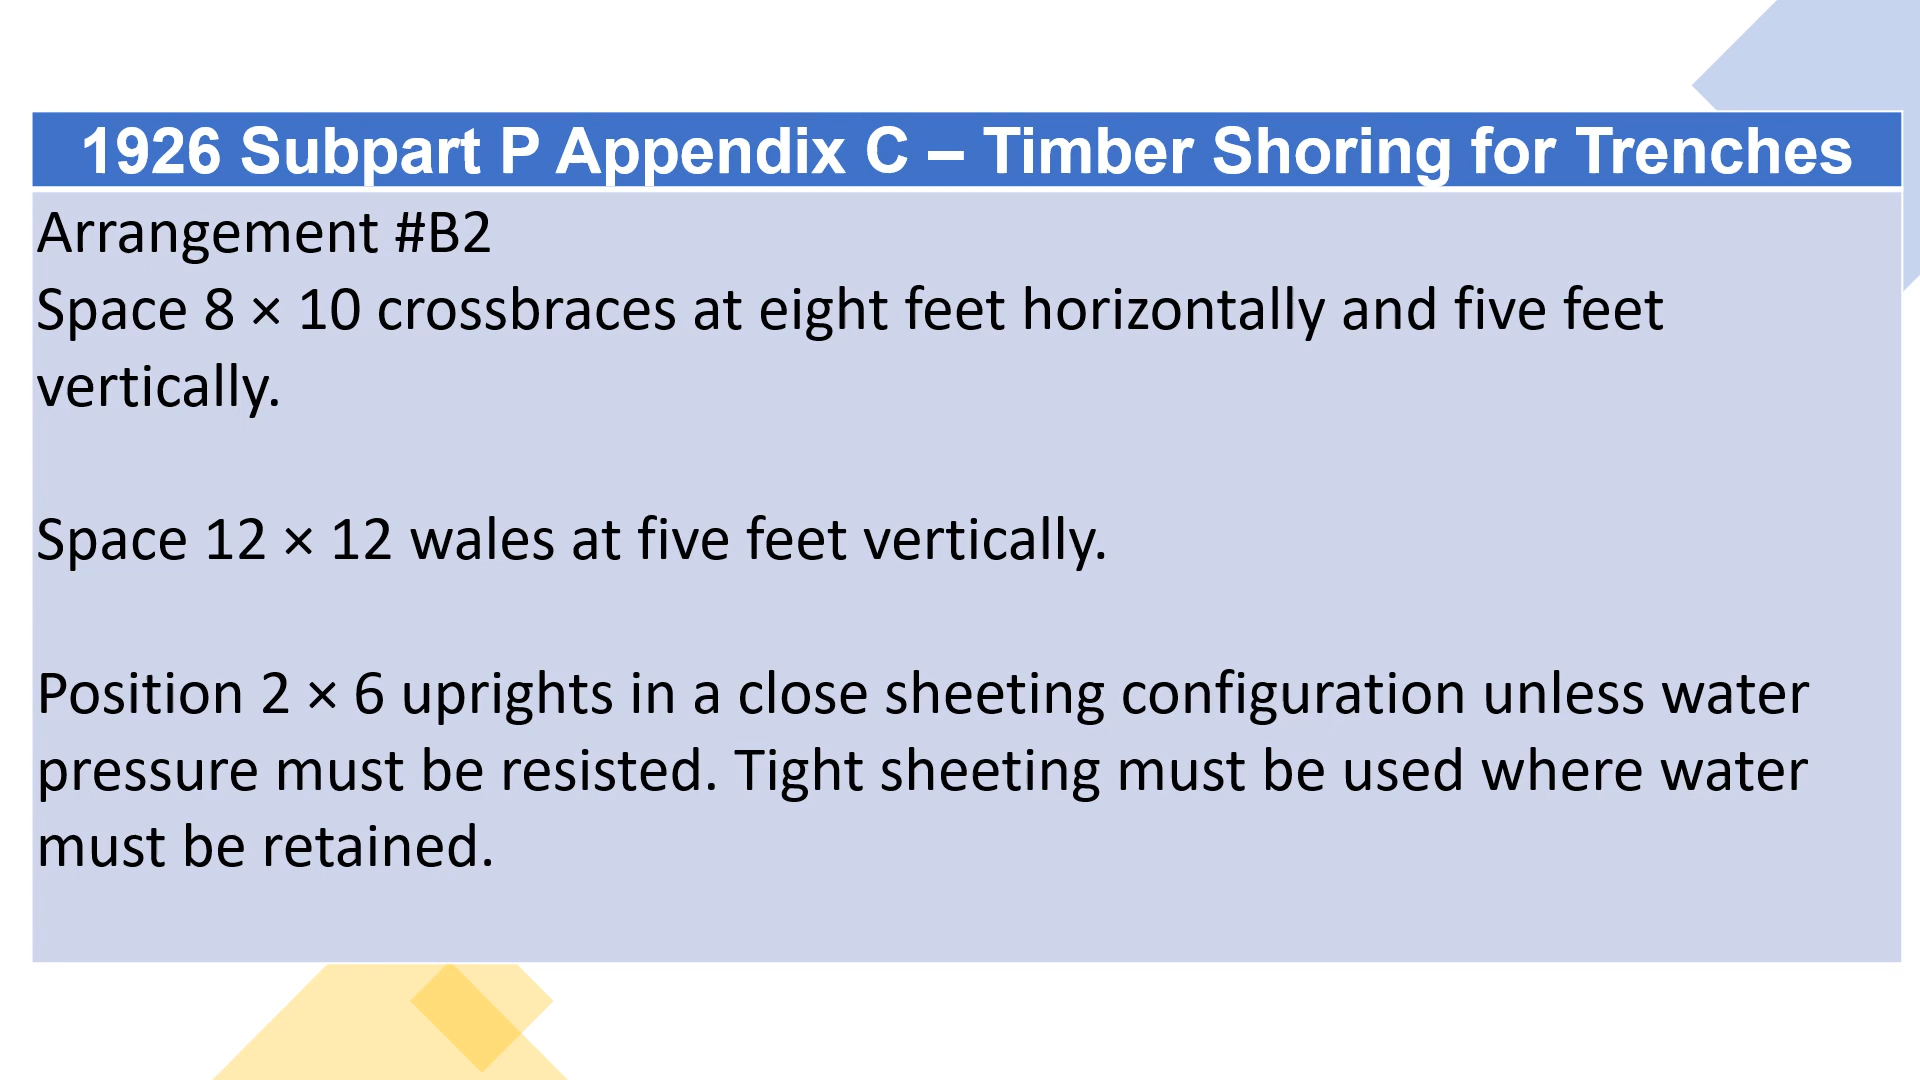 1926 Subpart P Appendix C – Timber Shoring for Trenches
Arrangement #B2
Space 8 × 10 crossbraces at eight feet horizontally and five feet
vertically.
Space 12 × 12 wales at five feet vertically.
Position 2 × 6 uprights in a close sheeting configuration unless water
pressure must be resisted. Tight sheeting must be used where water
must be retained.